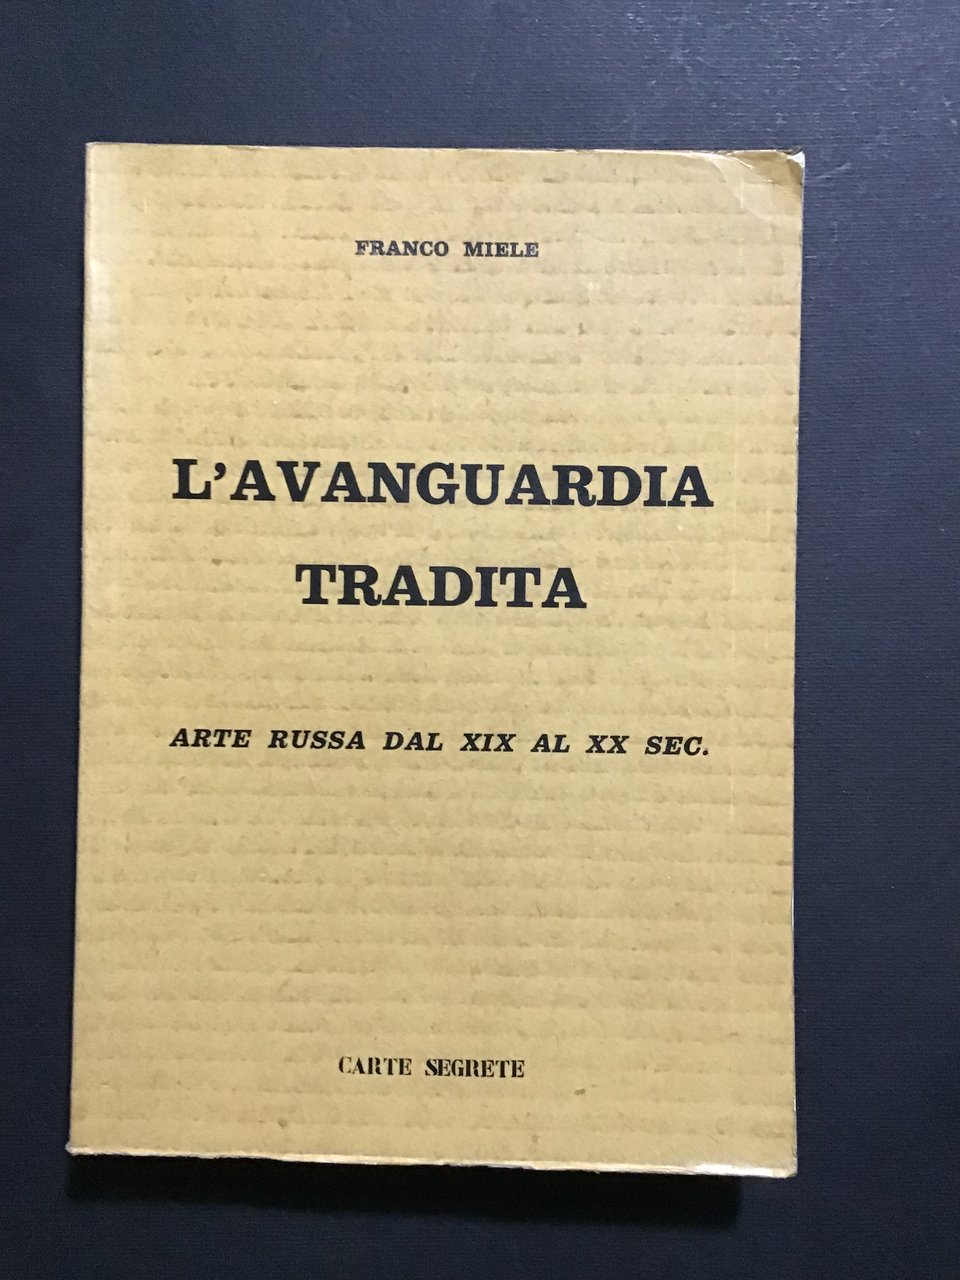 FRANCO MIELE
L'AVANGUARDIA
TRADITA
ARTE RUSSA DAL XIX AL XX SEC.
CARTE SEGRETE